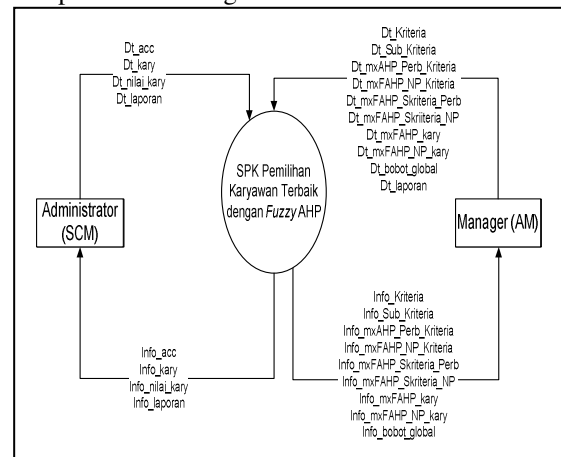 Dt_acc
Dt_kary
Dt_nilai_kary
Dt_laporan
Dt_Kriteria
Dt_Sub_Kriteria
Dt_mxAHP_Perb_Kriteria
Dt_mxFAHP_NP_Kriteria
Dt_mxFAHP_Skriteria_Perb
Dt_mxFAHP_Skriiteria_NP
Dt_mxFAHP_kary
Dt_mxFAHP_NP_kary
Dt_bobot_global
Dt_laporan
SPK Pemilihan
Karyawan Terbaik
dengan Fuzzy AHP
Administrator
(SCM)
Manager (AM)
Info_acc
Info_kary
Info_nilai_kary
Info_laporan
Info_Kriteria
Info_Sub_Kriteria
Info_mxAHP_Perb_Kriteria
Info_mxFAHP_NP_Kriteria
Info_mxFAHP_Skriteria_Perb
Info_mxFAHP_Skriteria_NP
Info_mxFAHP_kary
Info_mxFAHP_NP_kary
Info_bobot_global